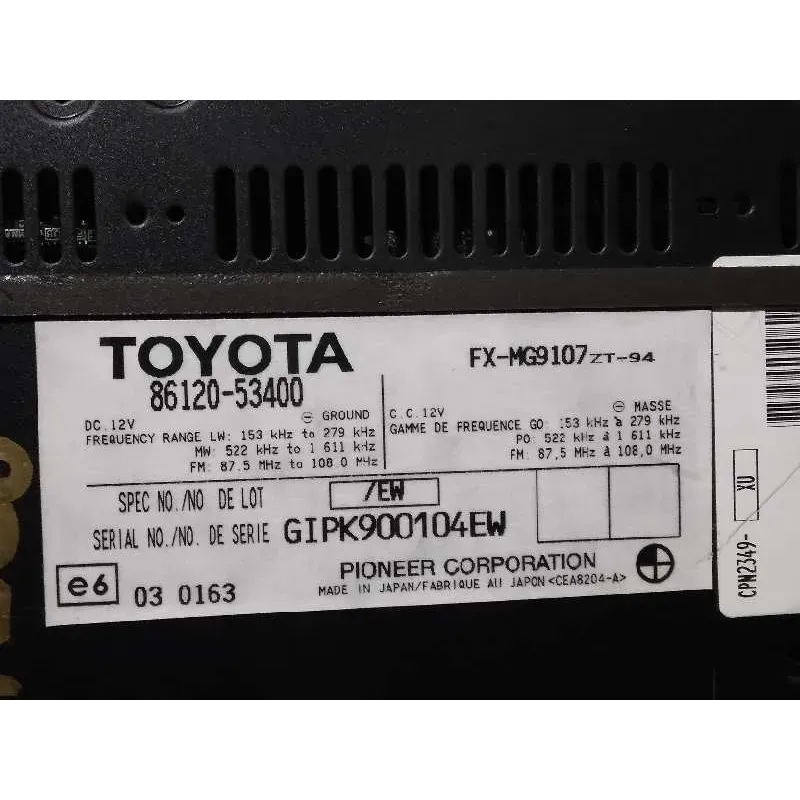 TOYOTA
86120-53400
FX-MG9107ZT-94
DC. 12V ⊖ GROUND
FREQUENCY RANGE LW: 153 kHz to 279 kHz
MW: 522 kHz to 1 611 kHz
FM: 87.5 MHz to 108.0 MHz
C.C. 12V ⊖ MASSE
GAMME DE FREQUENCE GO: 153 kHz à 279 kHz
PO: 522 kHz à 1 611 kHz
FM: 87,5 MHz à 108,0 MHz
SPEC NO./NO. DE LOT /EW
SERIAL NO./NO. DE SERIE GIPK900104EW
e6 03 0163
PIONEER CORPORATION
MADE IN JAPAN/FABRIQUE AU JAPON <CEA8204-A>
CPN2349- XU